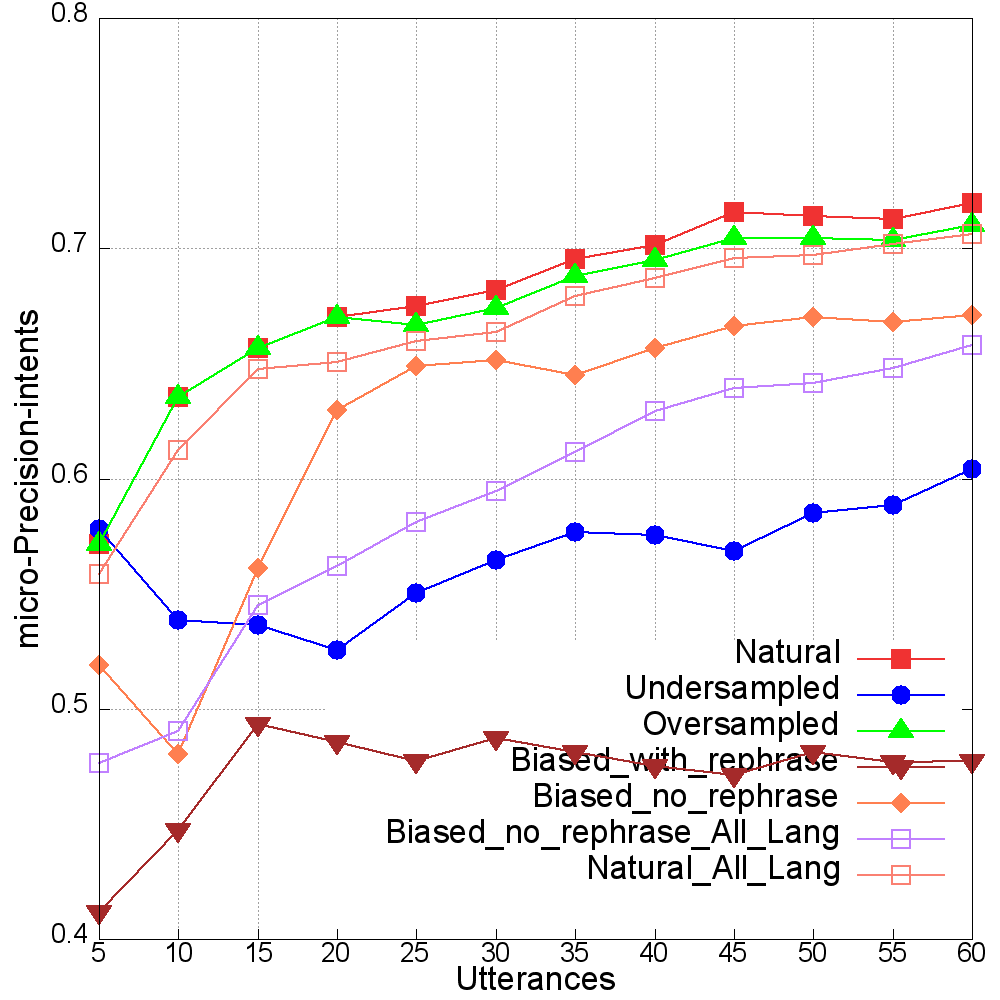 0.8
0.7
0.6
0.5
0.4
micro-Precision-intents
Natural
Undersampled
Oversampled
Biased_with_rephrase
Biased_no_rephrase
Biased_no_rephrase_All_Lang
Natural_All_Lang
5 10 15 20 25 30 35 40 45 50 55 60
Utterances